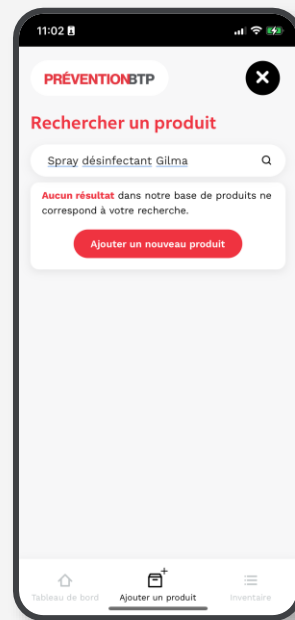 11:02
PRÉVENTIONBTP
Rechercher un produit
Spray désinfectant Gilma
Aucun résultat dans notre base de produits ne
correspond à votre recherche.
Ajouter un nouveau produit
Tableau de bord Ajouter un produit Inventaire